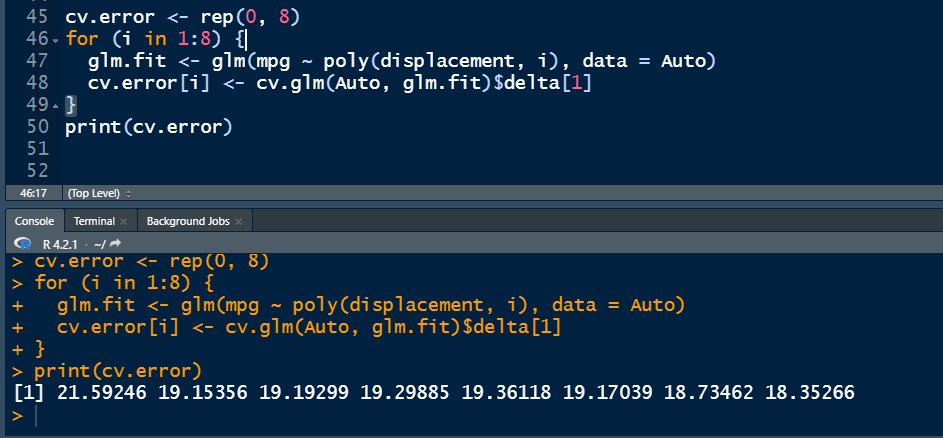 45 cv.error <- rep(0, 8)
46 for (i in 1:8) {
47   glm.fit <- glm(mpg ~ poly(displacement, i), data = Auto)
48   cv.error[i] <- cv.glm(Auto, glm.fit)$delta[1]
49 }
50 print(cv.error)
51
52
46:17 (Top Level)
Console Terminal Background Jobs
R R 4.2.1 · ~/
> cv.error <- rep(0, 8)
> for (i in 1:8) {
+   glm.fit <- glm(mpg ~ poly(displacement, i), data = Auto)
+   cv.error[i] <- cv.glm(Auto, glm.fit)$delta[1]
+ }
> print(cv.error)
[1] 21.59246 19.15356 19.19299 19.29885 19.36118 19.17039 18.73462 18.35266
>